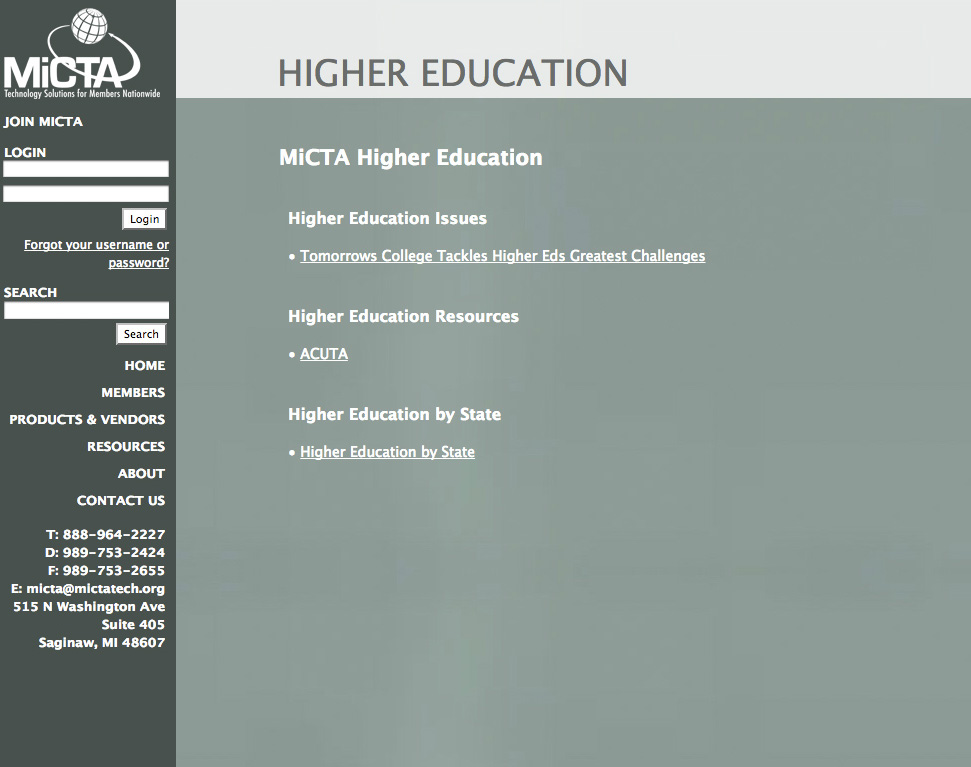 MiCTA
Technology Solutions for Members Nationwide
JOIN MICTA
LOGIN
Login
Forgot your username or
password?
SEARCH
Search
HOME
MEMBERS
PRODUCTS & VENDORS
RESOURCES
ABOUT
CONTACT US
T: 888-964-2227
D: 989-753-2424
F: 989-753-2655
E: micta@mictatech.org
515 N Washington Ave
Suite 405
Saginaw, MI 48607
HIGHER EDUCATION
MiCTA Higher Education
Higher Education Issues
• Tomorrows College Tackles Higher Eds Greatest Challenges
Higher Education Resources
• ACUTA
Higher Education by State
• Higher Education by State